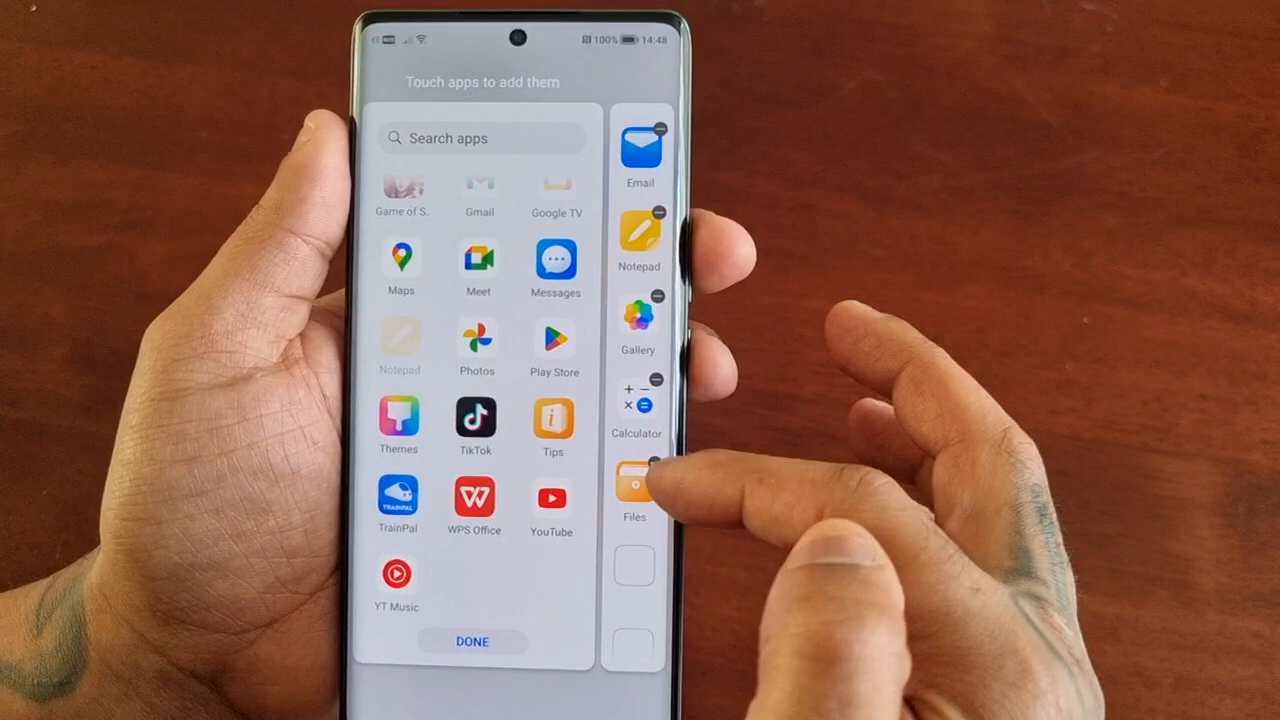 100% 14:48
Touch apps to add them
Search apps
Game of S..
Gmail
Google TV
Maps
Meet
Messages
Notepad
Photos
Play Store
Themes
TikTok
Tips
TRAINPAL
TrainPal
WPS Office
YouTube
YT Music
DONE
Email
Notepad
Gallery
Calculator
Files